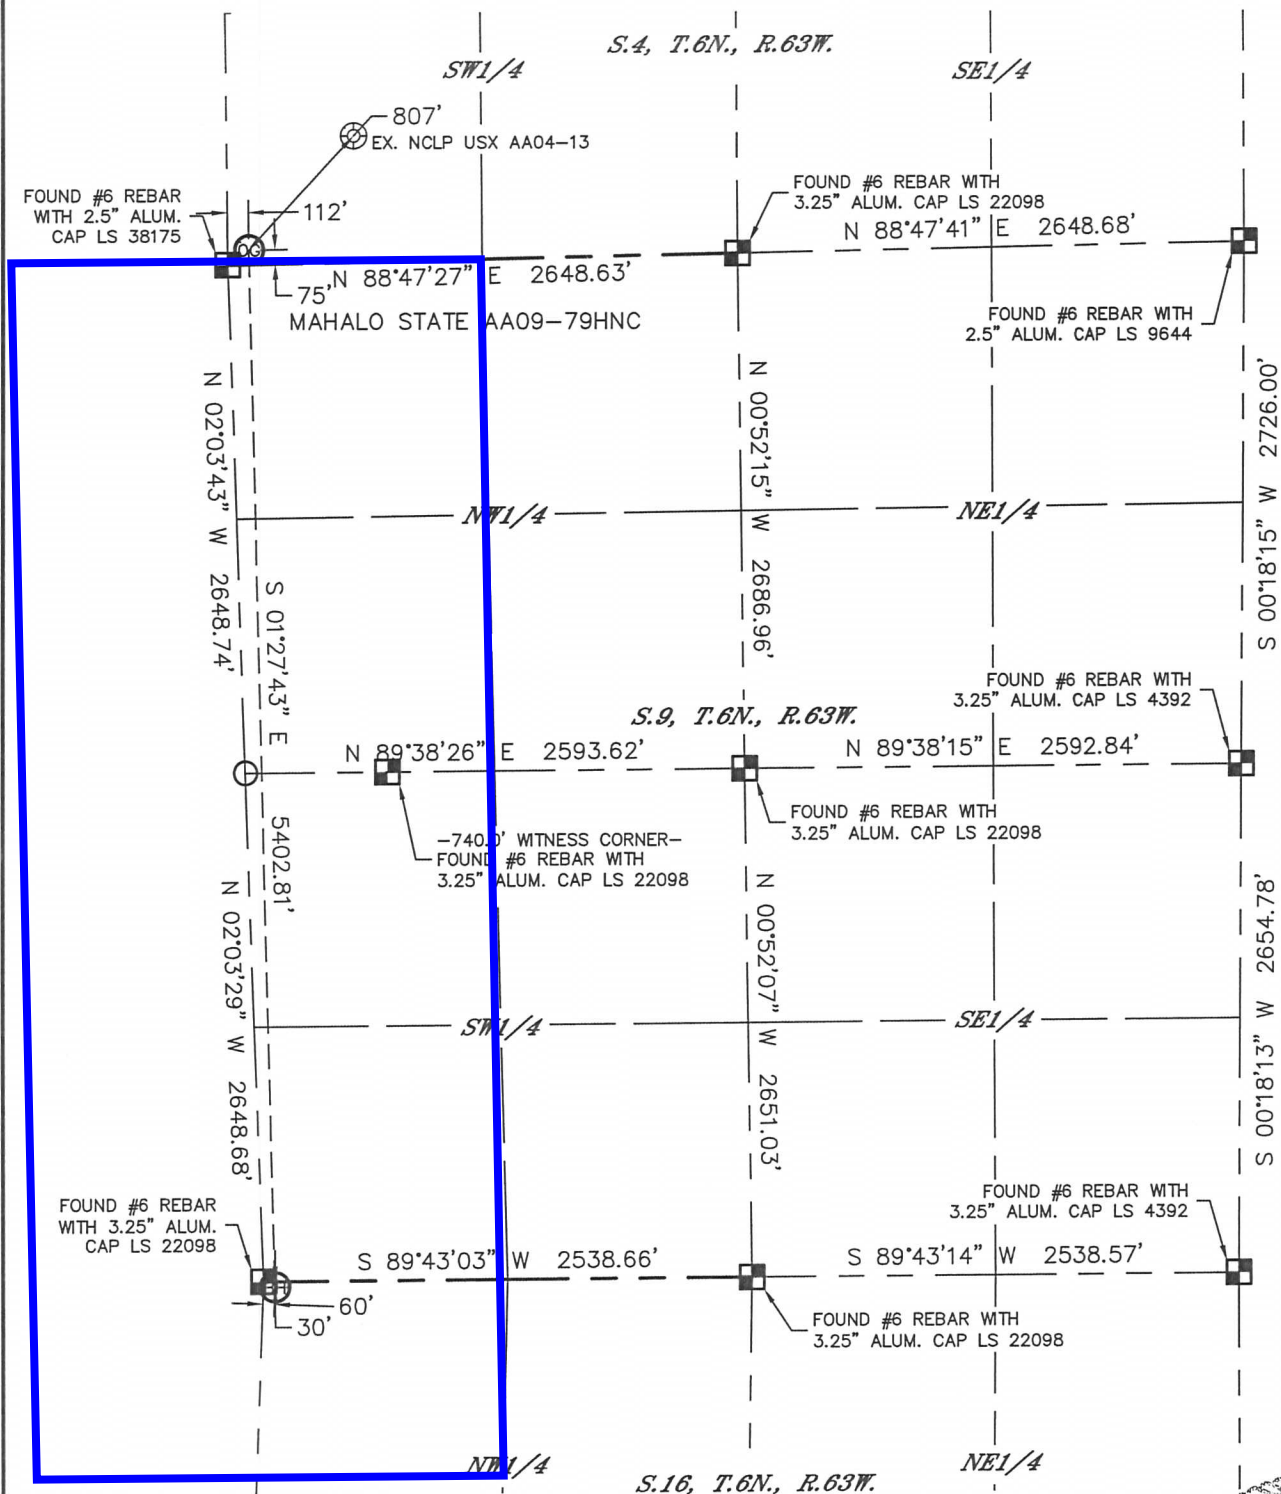 S.4, T.6N., R.63W.
SW1/4
SE1/4
807'
EX. NCLP USX AA04-13
FOUND #6 REBAR
WITH 2.5" ALUM.
CAP LS 38175
112'
FOUND #6 REBAR WITH
3.25" ALUM. CAP LS 22098
N 88°47'41" E 2648.68'
75'
N 88°47'27" E 2648.63'
MAHALO STATE AA09-79HNC
FOUND #6 REBAR WITH
2.5" ALUM. CAP LS 9644
N 02°03'43" W 2648.74'
N 00°52'15" W 2686.96'
S 00°18'15" W 2726.00'
NW1/4
NE1/4
S 01°27'43" E 5402.81'
FOUND #6 REBAR WITH
3.25" ALUM. CAP LS 4392
S.9, T.6N., R.63W.
N 89°38'26" E 2593.62'
N 89°38'15" E 2592.84'
FOUND #6 REBAR WITH
3.25" ALUM. CAP LS 22098
-740.0' WITNESS CORNER-
FOUND #6 REBAR WITH
3.25" ALUM. CAP LS 22098
N 02°03'29" W 2648.68'
N 00°52'07" W 2651.03'
S 00°18'13" W 2654.78'
SW1/4
SE1/4
FOUND #6 REBAR
WITH 3.25" ALUM.
CAP LS 22098
FOUND #6 REBAR WITH
3.25" ALUM. CAP LS 4392
S 89°43'03" W 2538.66'
S 89°43'14" W 2538.57'
60'
30'
FOUND #6 REBAR WITH
3.25" ALUM. CAP LS 22098
NW1/4
NE1/4
S.16, T.6N., R.63W.